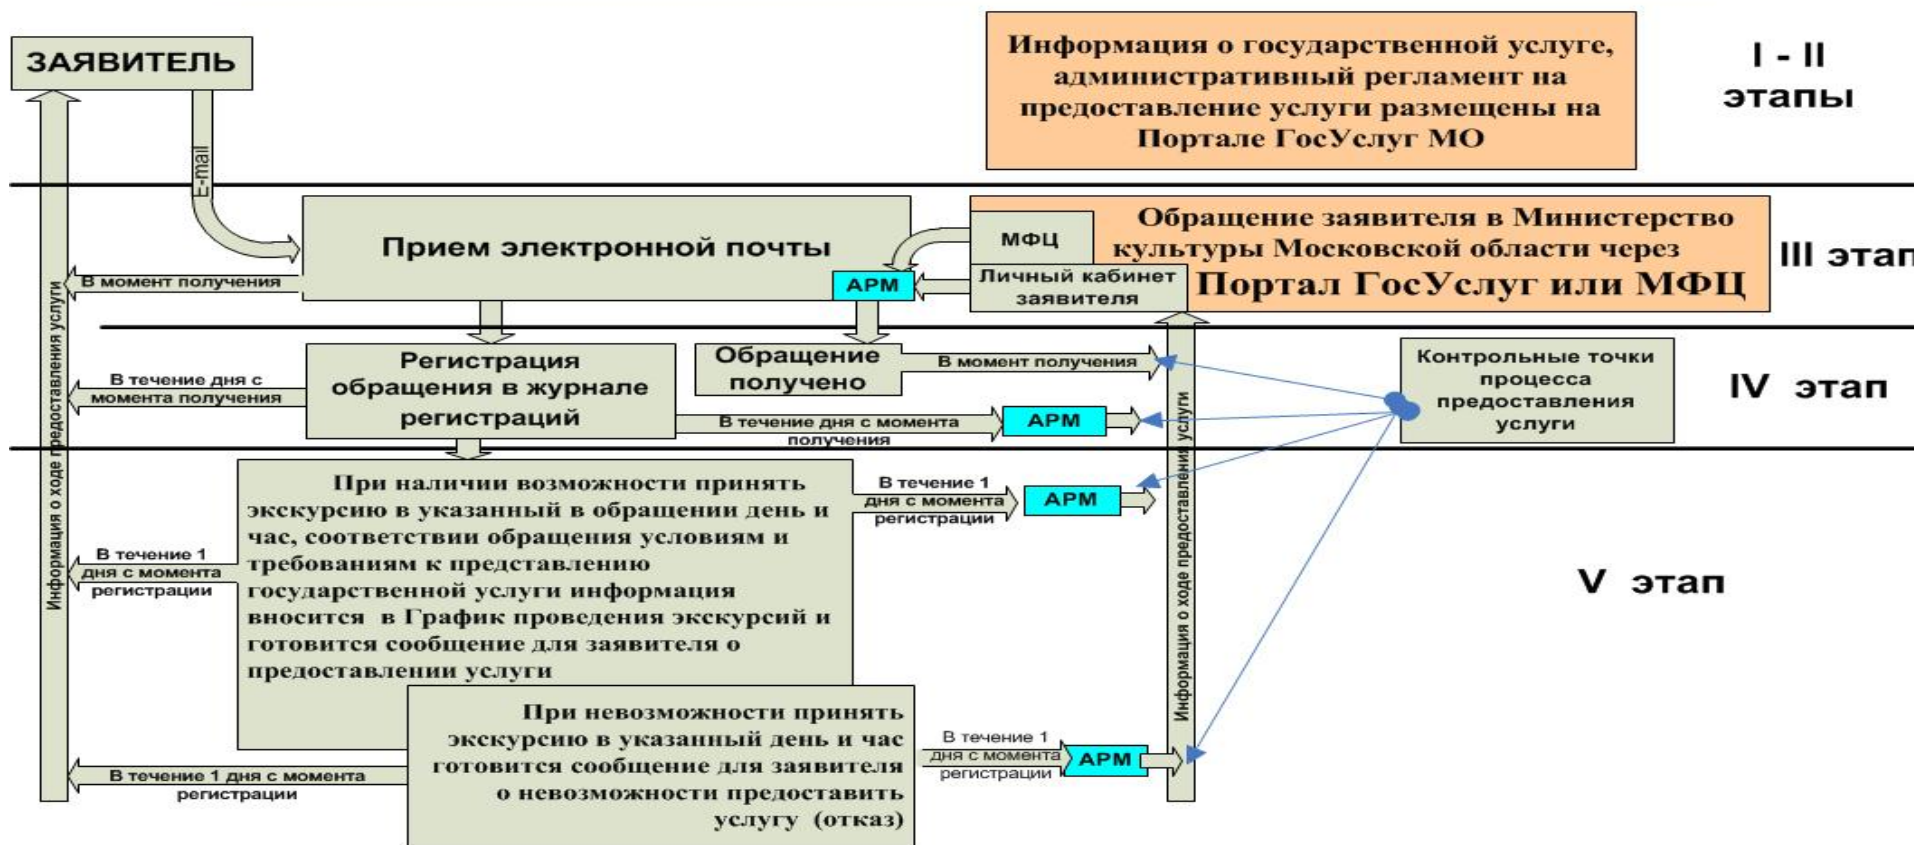 ЗАЯВИТЕЛЬ
E-mail
Информация о государственной услуге,
административный регламент на
предоставление услуги размещены на
Портале ГосУслуг МО
I - II
этапы
Прием электронной почты
АРМ
МФЦ
Личный кабинет
заявителя
Обращение заявителя в Министерство
культуры Московской области через
Портал ГосУслуг или МФЦ
III этап
В момент получения
Информация о ходе предоставления услуги
Регистрация
обращения в журнале
регистраций
Обращение
получено
В момент получения
Контрольные точки
процесса
предоставления
услуги
IV этап
В течение дня с
момента получения
В течение дня с момента
получения
АРМ
Информация о ходе предоставления услуги
При наличии возможности принять
экскурсию в указанный в обращении день и
час, соответствии обращения условиям и
требованиям к представлению
государственной услуги информация
вносится в График проведения экскурсий и
готовится сообщение для заявителя о
предоставлении услуги
В течение 1
дня с момента
регистрации
АРМ
V этап
В течение 1
дня с момента
регистрации
При невозможности принять
экскурсию в указанный день и час
готовится сообщение для заявителя
о невозможности предоставить
услугу (отказ)
В течение 1
дня с момента
регистрации
АРМ
В течение 1 дня с момента
регистрации